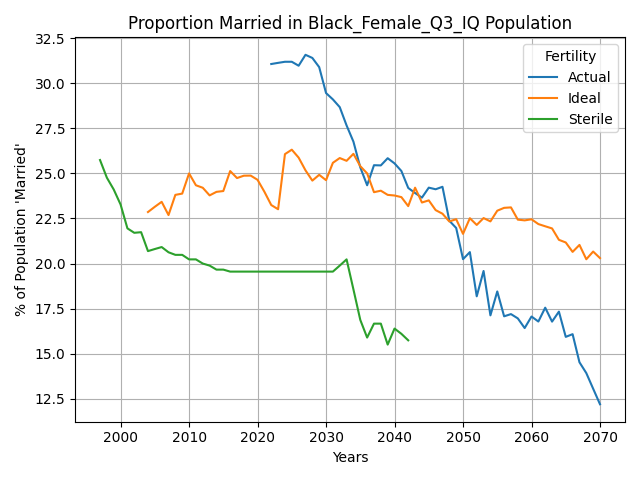 Proportion Married in Black_Female_Q3_IQ Population
% of Population 'Married'
32.5
30.0
27.5
25.0
22.5
20.0
17.5
15.0
12.5
Fertility
Actual
Ideal
Sterile
2000 2010 2020 2030 2040 2050 2060 2070
Years